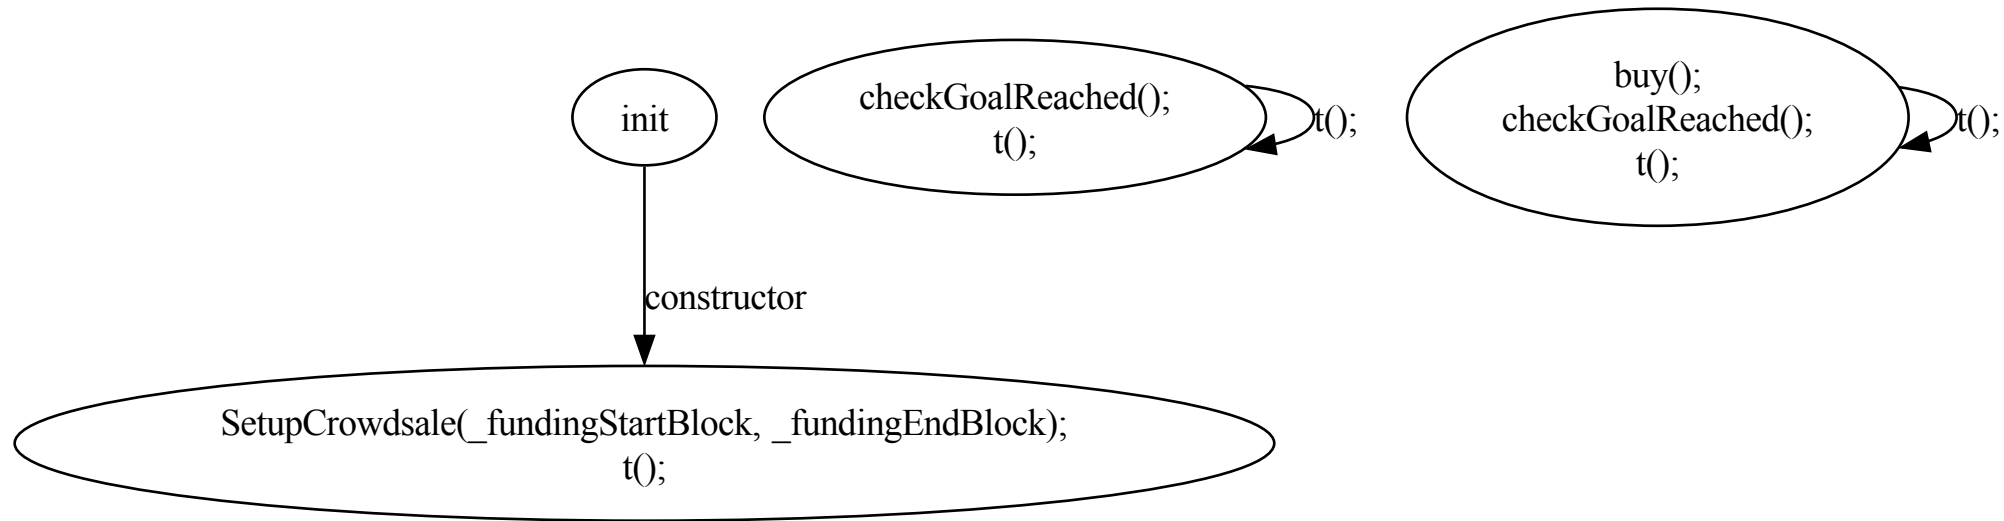 init
checkGoalReached();
t();
t();
buy();
checkGoalReached();
t();
t();
constructor
SetupCrowdsale(_fundingStartBlock, _fundingEndBlock);
t();